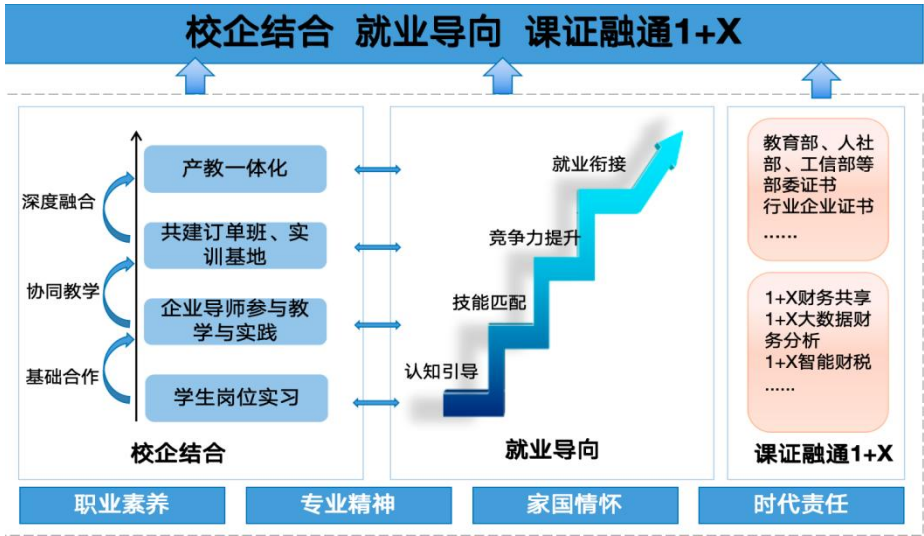 校企结合 就业导向 课证融通1+X
深度融合
协同教学
基础合作
产教一体化
共建订单班、实
训基地
企业导师参与教
学与实践
学生岗位实习
校企结合
就业衔接
竞争力提升
技能匹配
认知引导
就业导向
教育部、人社
部、工信部等
部委证书
行业企业证书
……
1+X财务共享
1+X大数据财
务分析
1+X智能财税
……
课证融通1+X
职业素养
专业精神
家国情怀
时代责任